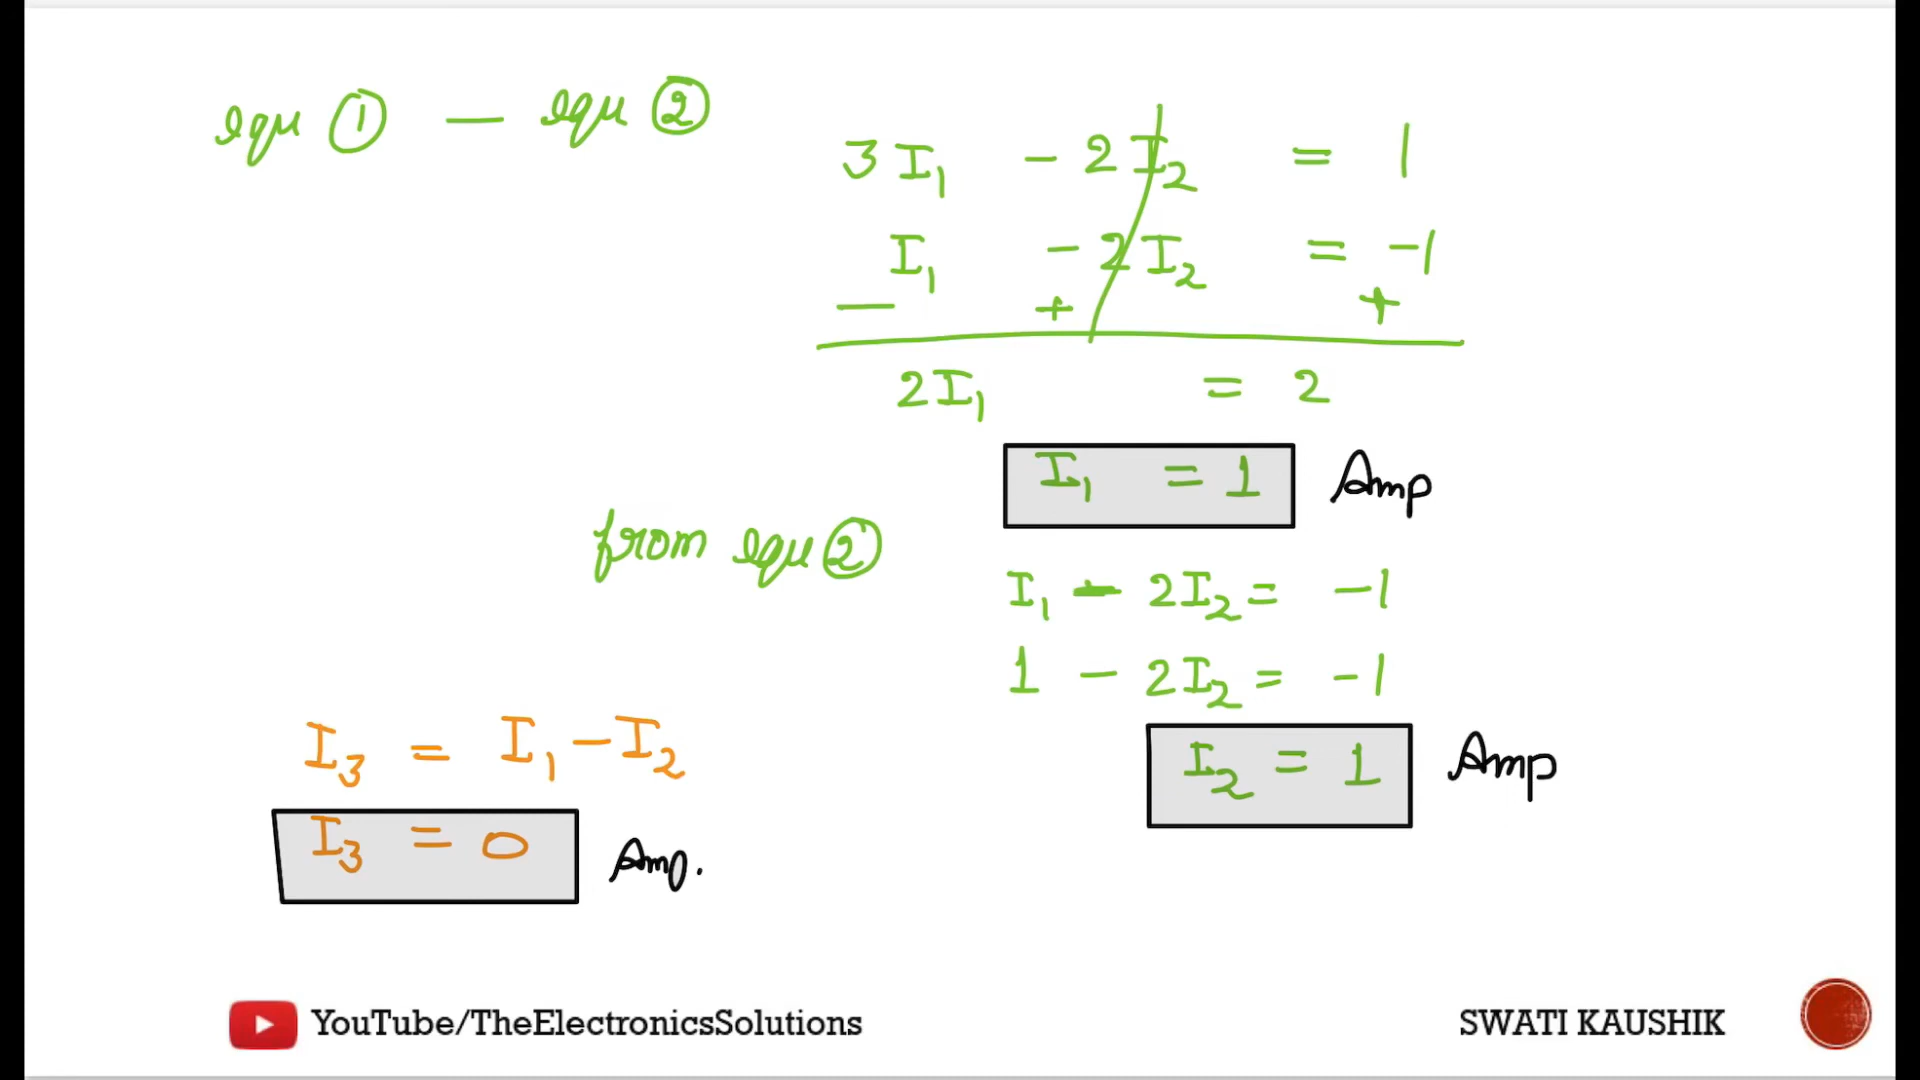 equ ① — equ ②
3I₁ - 2I₂ = 1
I₁ - 2I₂ = -1
— + +
2I₁ = 2
I₁ = 1 Amp
from equ ②
I₁ - 2I₂ = -1
1 - 2I₂ = -1
I₂ = 1 Amp
I₃ = I₁ - I₂
I₃ = 0 Amp.
YouTube/TheElectronicsSolutions
SWATI KAUSHIK